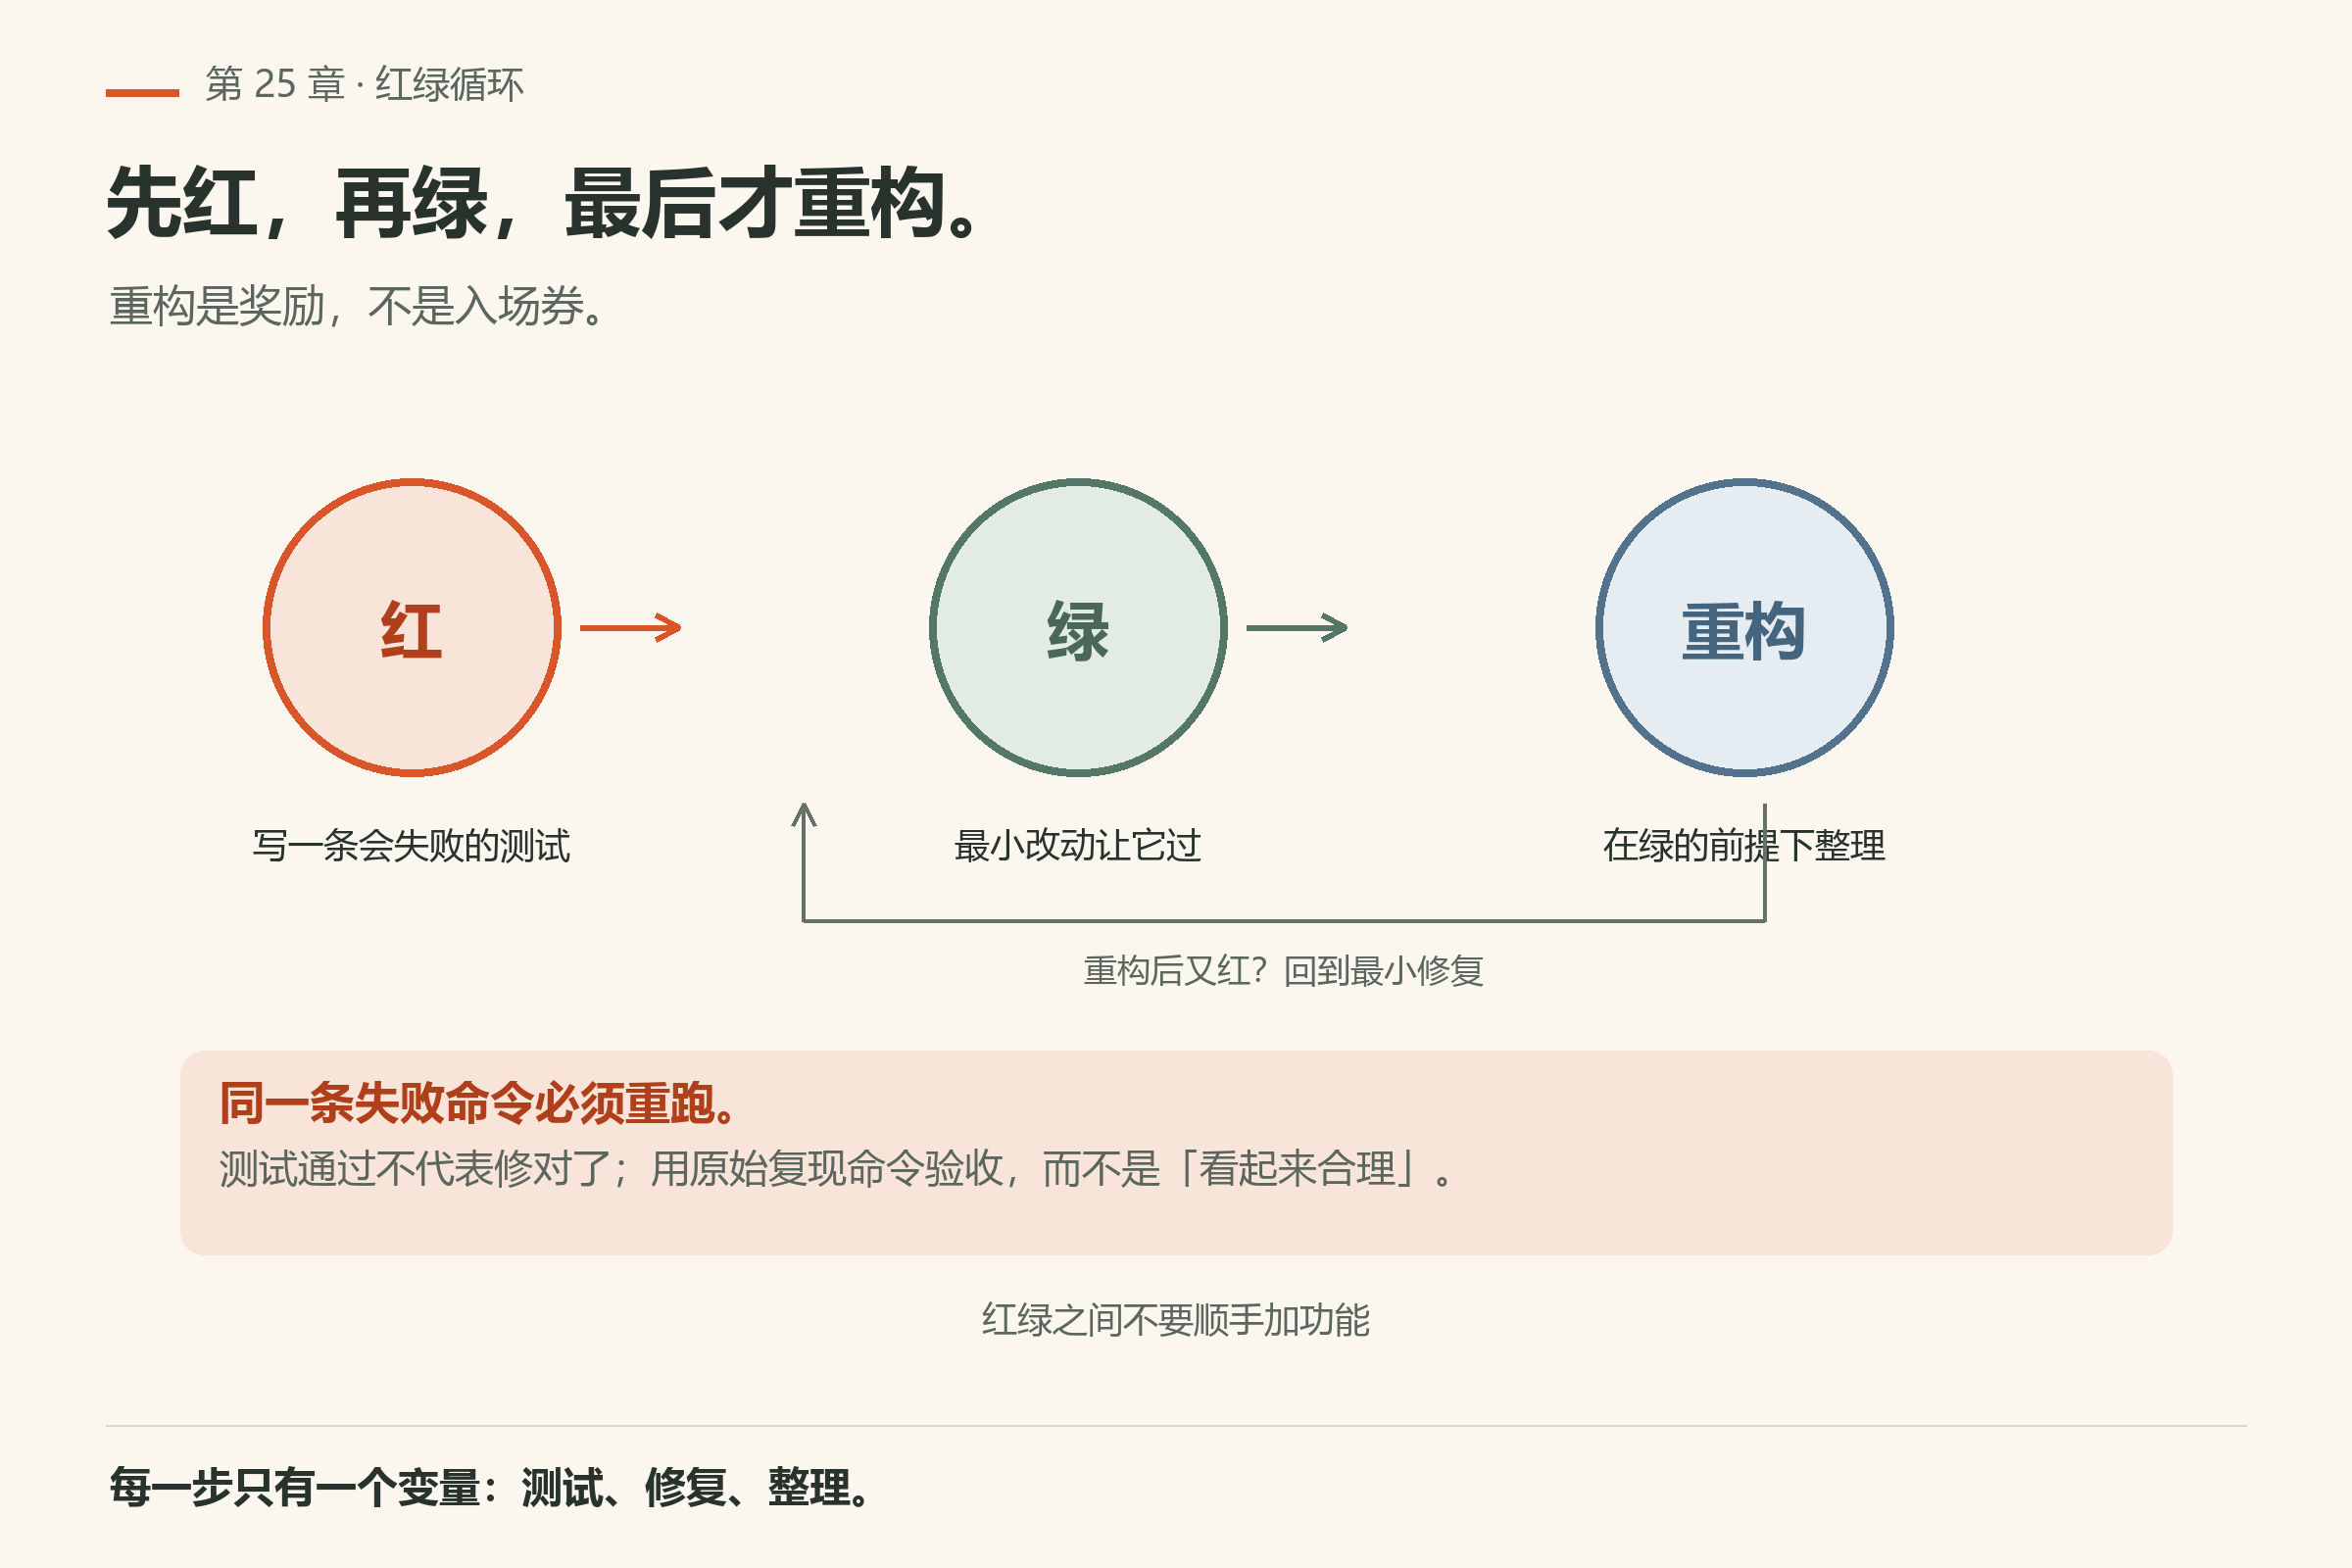 第 25 章 · 红绿循环
先红，再绿，最后才重构。
重构是奖励，不是入场券。
红
绿
重构
写一条会失败的测试
最小改动让它过
在绿的前提下整理
重构后又红？回到最小修复
同一条失败命令必须重跑。
测试通过不代表修对了；用原始复现命令验收，而不是「看起来合理」。
红绿之间不要顺手加功能
每一步只有一个变量：测试、修复、整理。